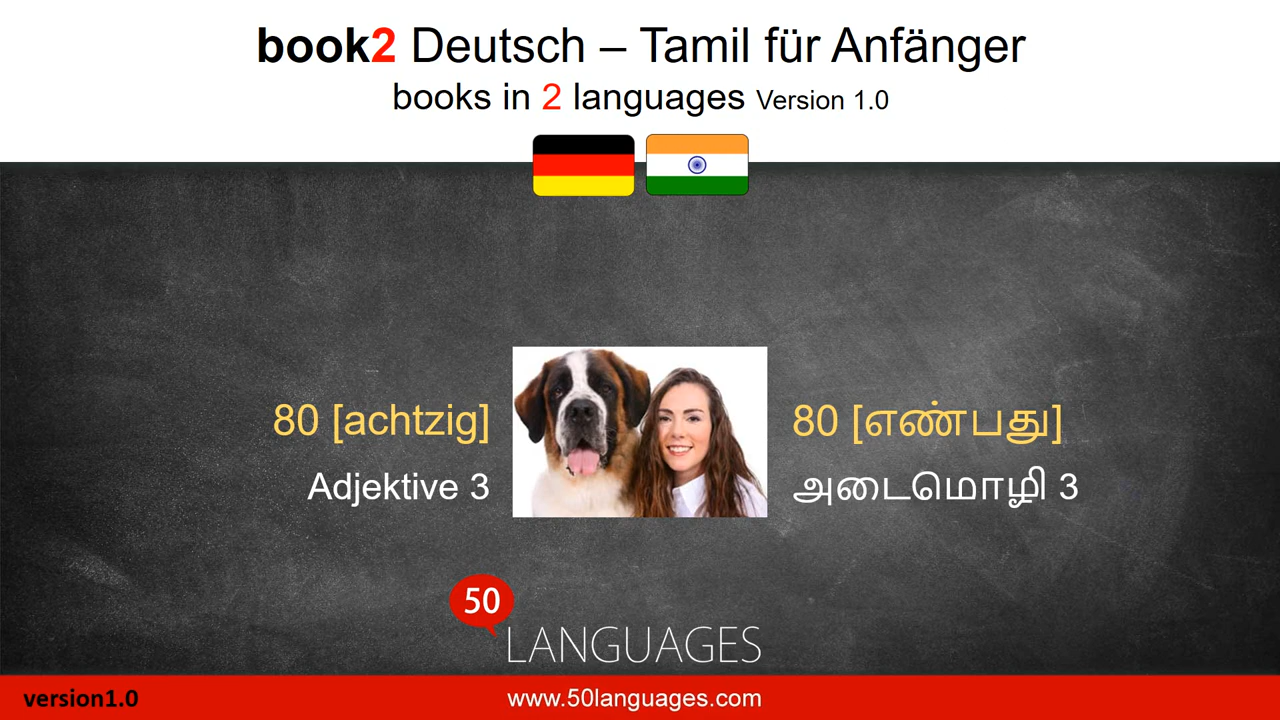 book2 Deutsch – Tamil für Anfänger
books in 2 languages Version 1.0
80 [achtzig]
Adjektive 3
80 [எண்பது]
அடைமொழி 3
50
LANGUAGES
version1.0
www.50languages.com